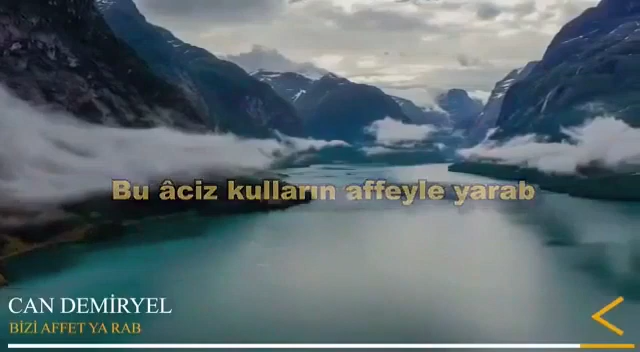 Bu âciz kulların affeyle yarab
CAN DEMİRYEL
BİZİ AFFET YA RAB